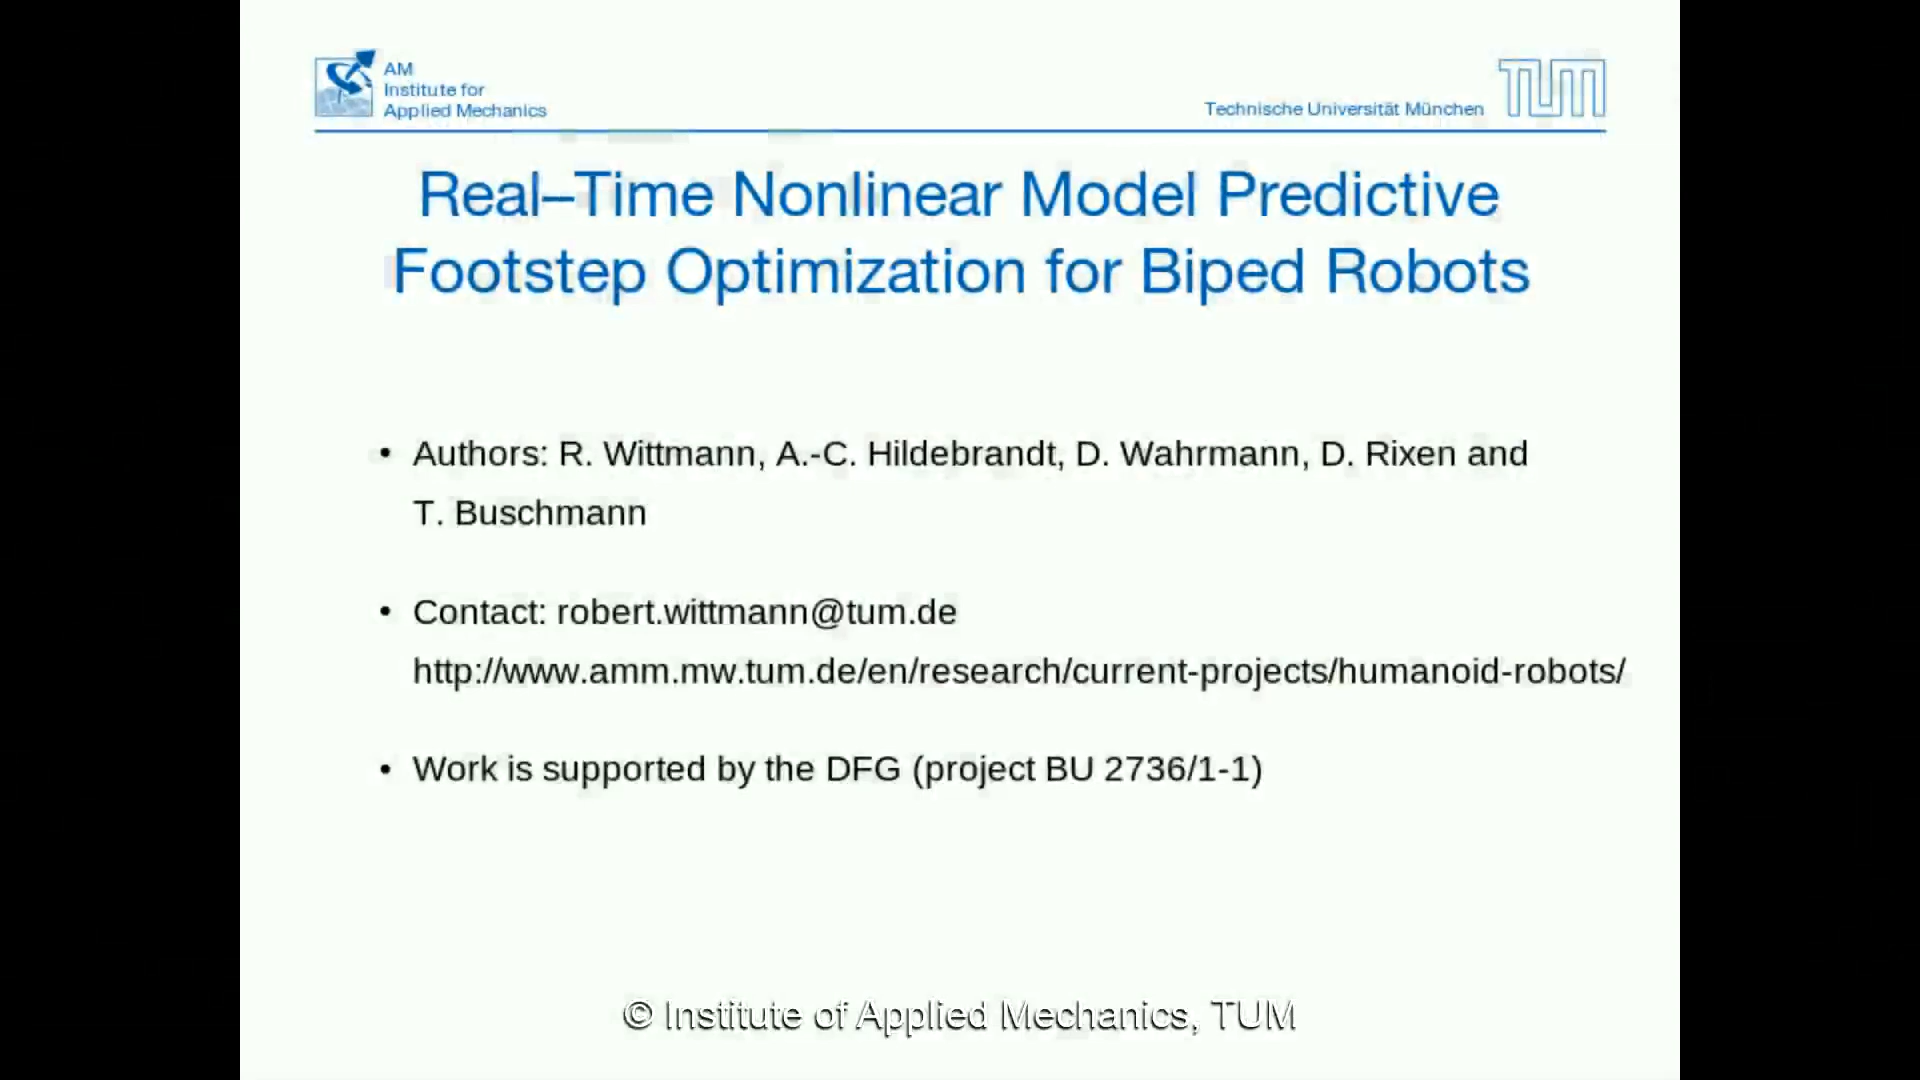 AM
Institute for
Applied Mechanics
Technische Universität München
TUM
Real–Time Nonlinear Model Predictive
Footstep Optimization for Biped Robots
• Authors: R. Wittmann, A.-C. Hildebrandt, D. Wahrmann, D. Rixen and
T. Buschmann
• Contact: robert.wittmann@tum.de
http://www.amm.mw.tum.de/en/research/current-projects/humanoid-robots/
• Work is supported by the DFG (project BU 2736/1-1)
© Institute of Applied Mechanics, TUM